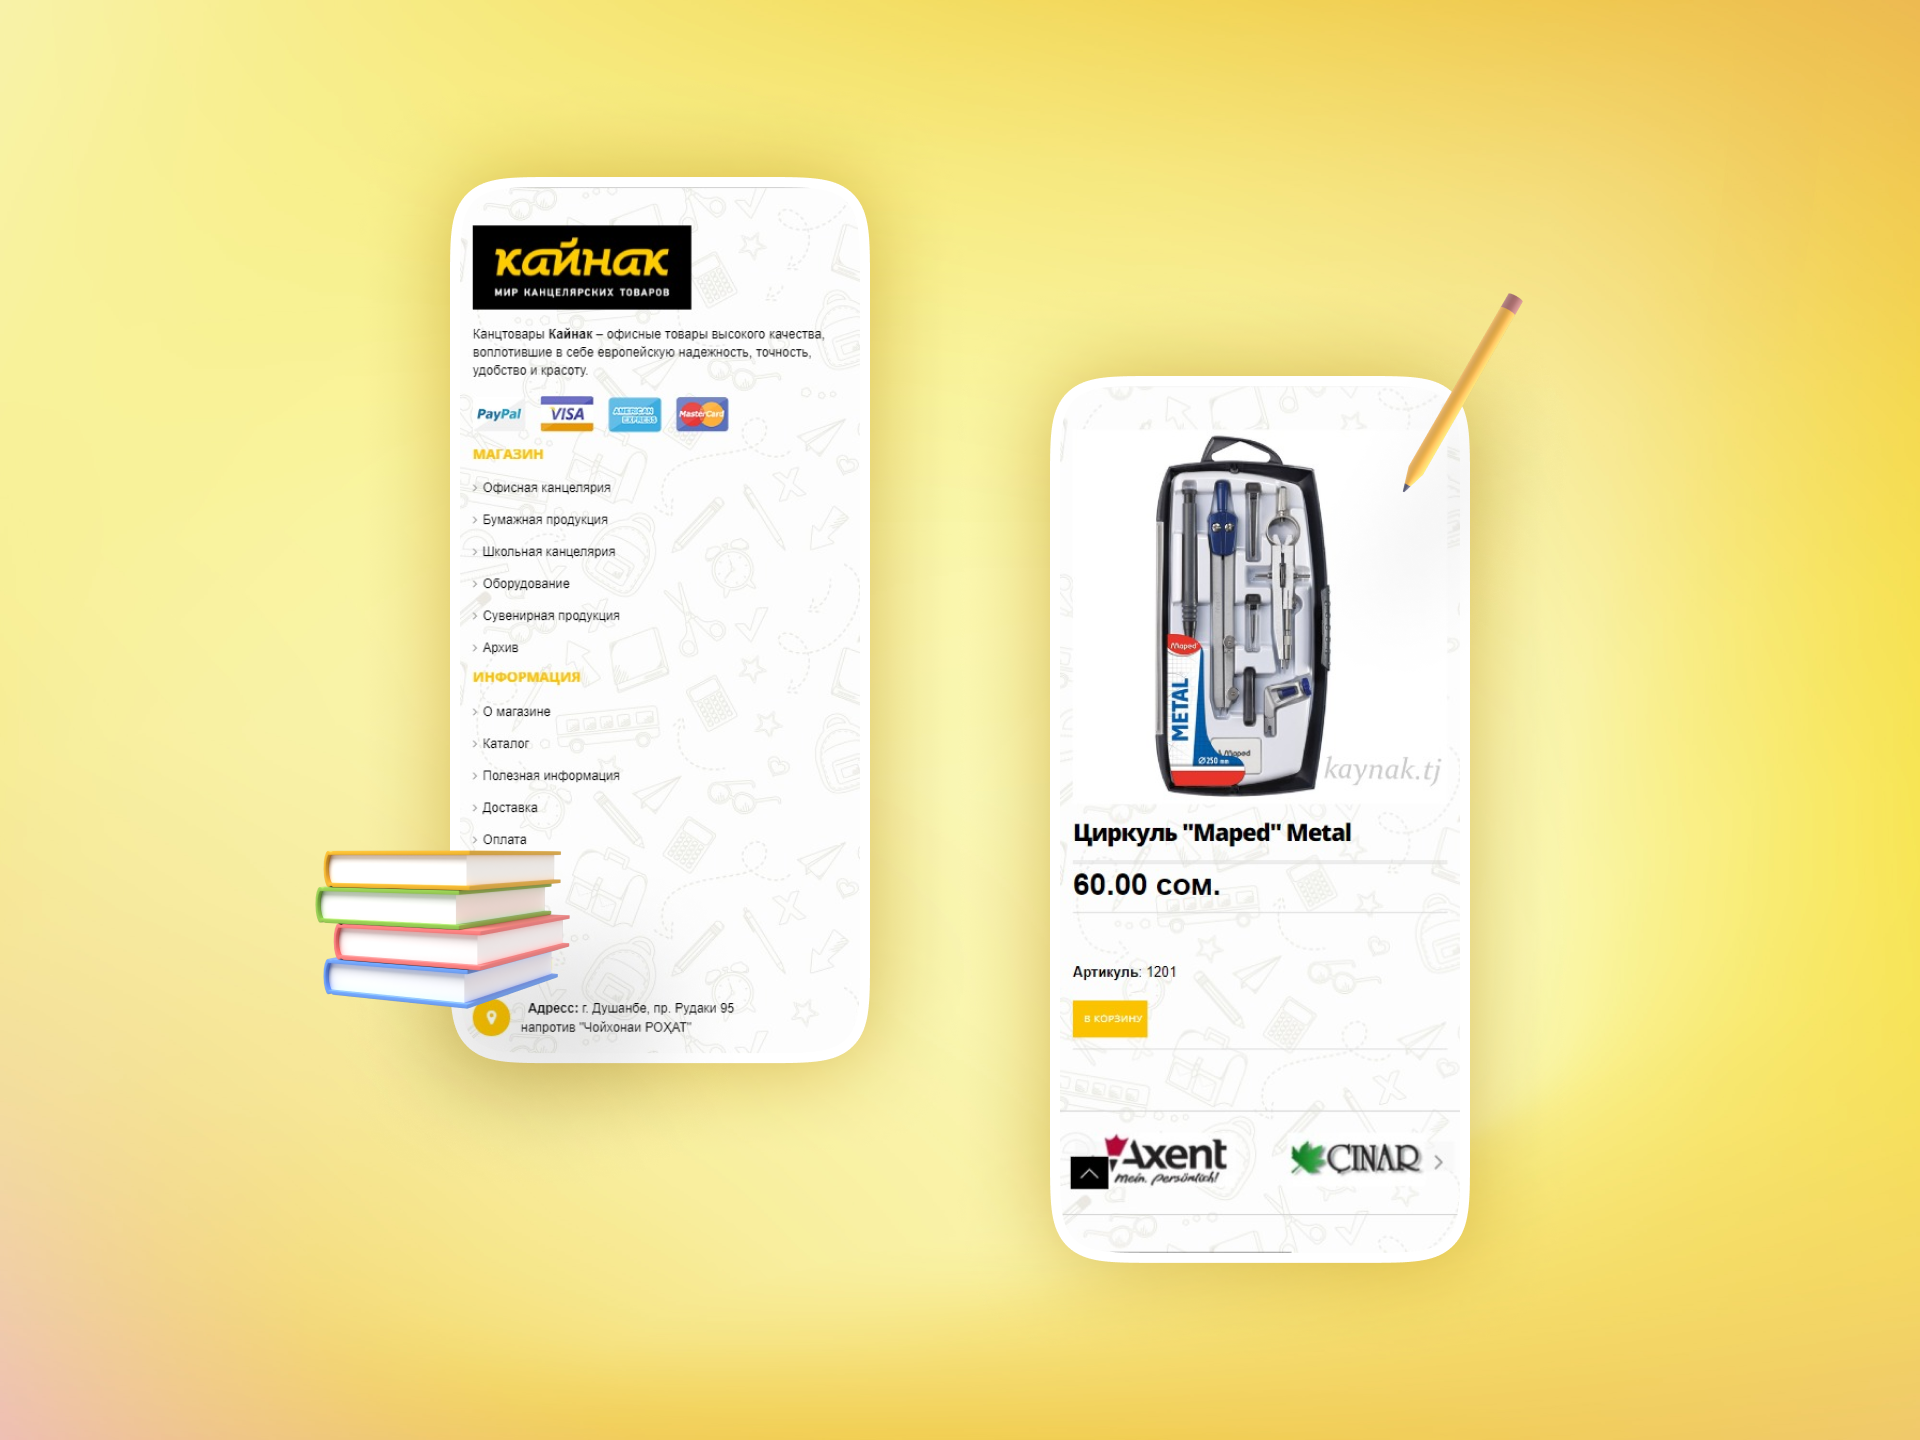 кайнак
МИР КАНЦЕЛЯРСКИХ ТОВАРОВ
Канцтовары Кайнак – офисные товары высокого качества,
воплотившие в себе европейскую надежность, точность,
удобство и красоту.
PayPal VISA AMERICAN EXPRESS MasterCard
МАГАЗИН
Офисная канцелярия
Бумажная продукция
Школьная канцелярия
Оборудование
Сувенирная продукция
Архив
ИНФОРМАЦИЯ
О магазине
Каталог
Полезная информация
Доставка
Оплата
Адресс: г. Душанбе, пр. Рудаки 95
напротив "Чойхонаи РОҲАТ"
Maped
METAL
Maped
Ø250 mm
kaynak.tj
Циркуль "Maped" Metal
60.00 сом.
Артикул: 1201
В КОРЗИНУ
Axent
mein. persönlich!
CINAR